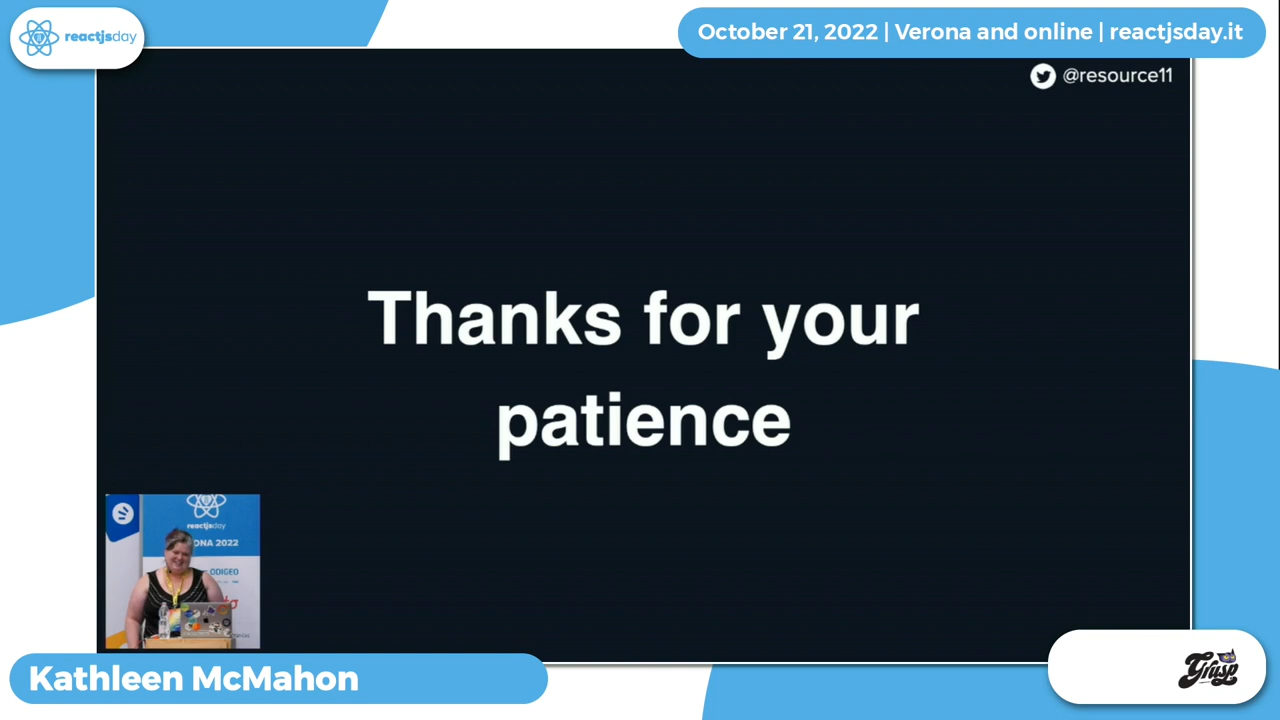 reactjsday
October 21, 2022 | Verona and online | reactjsday.it
@resource11
Thanks for your
patience
reactjsday
ONA 2022
ODIGEO
Kathleen McMahon
Grusp